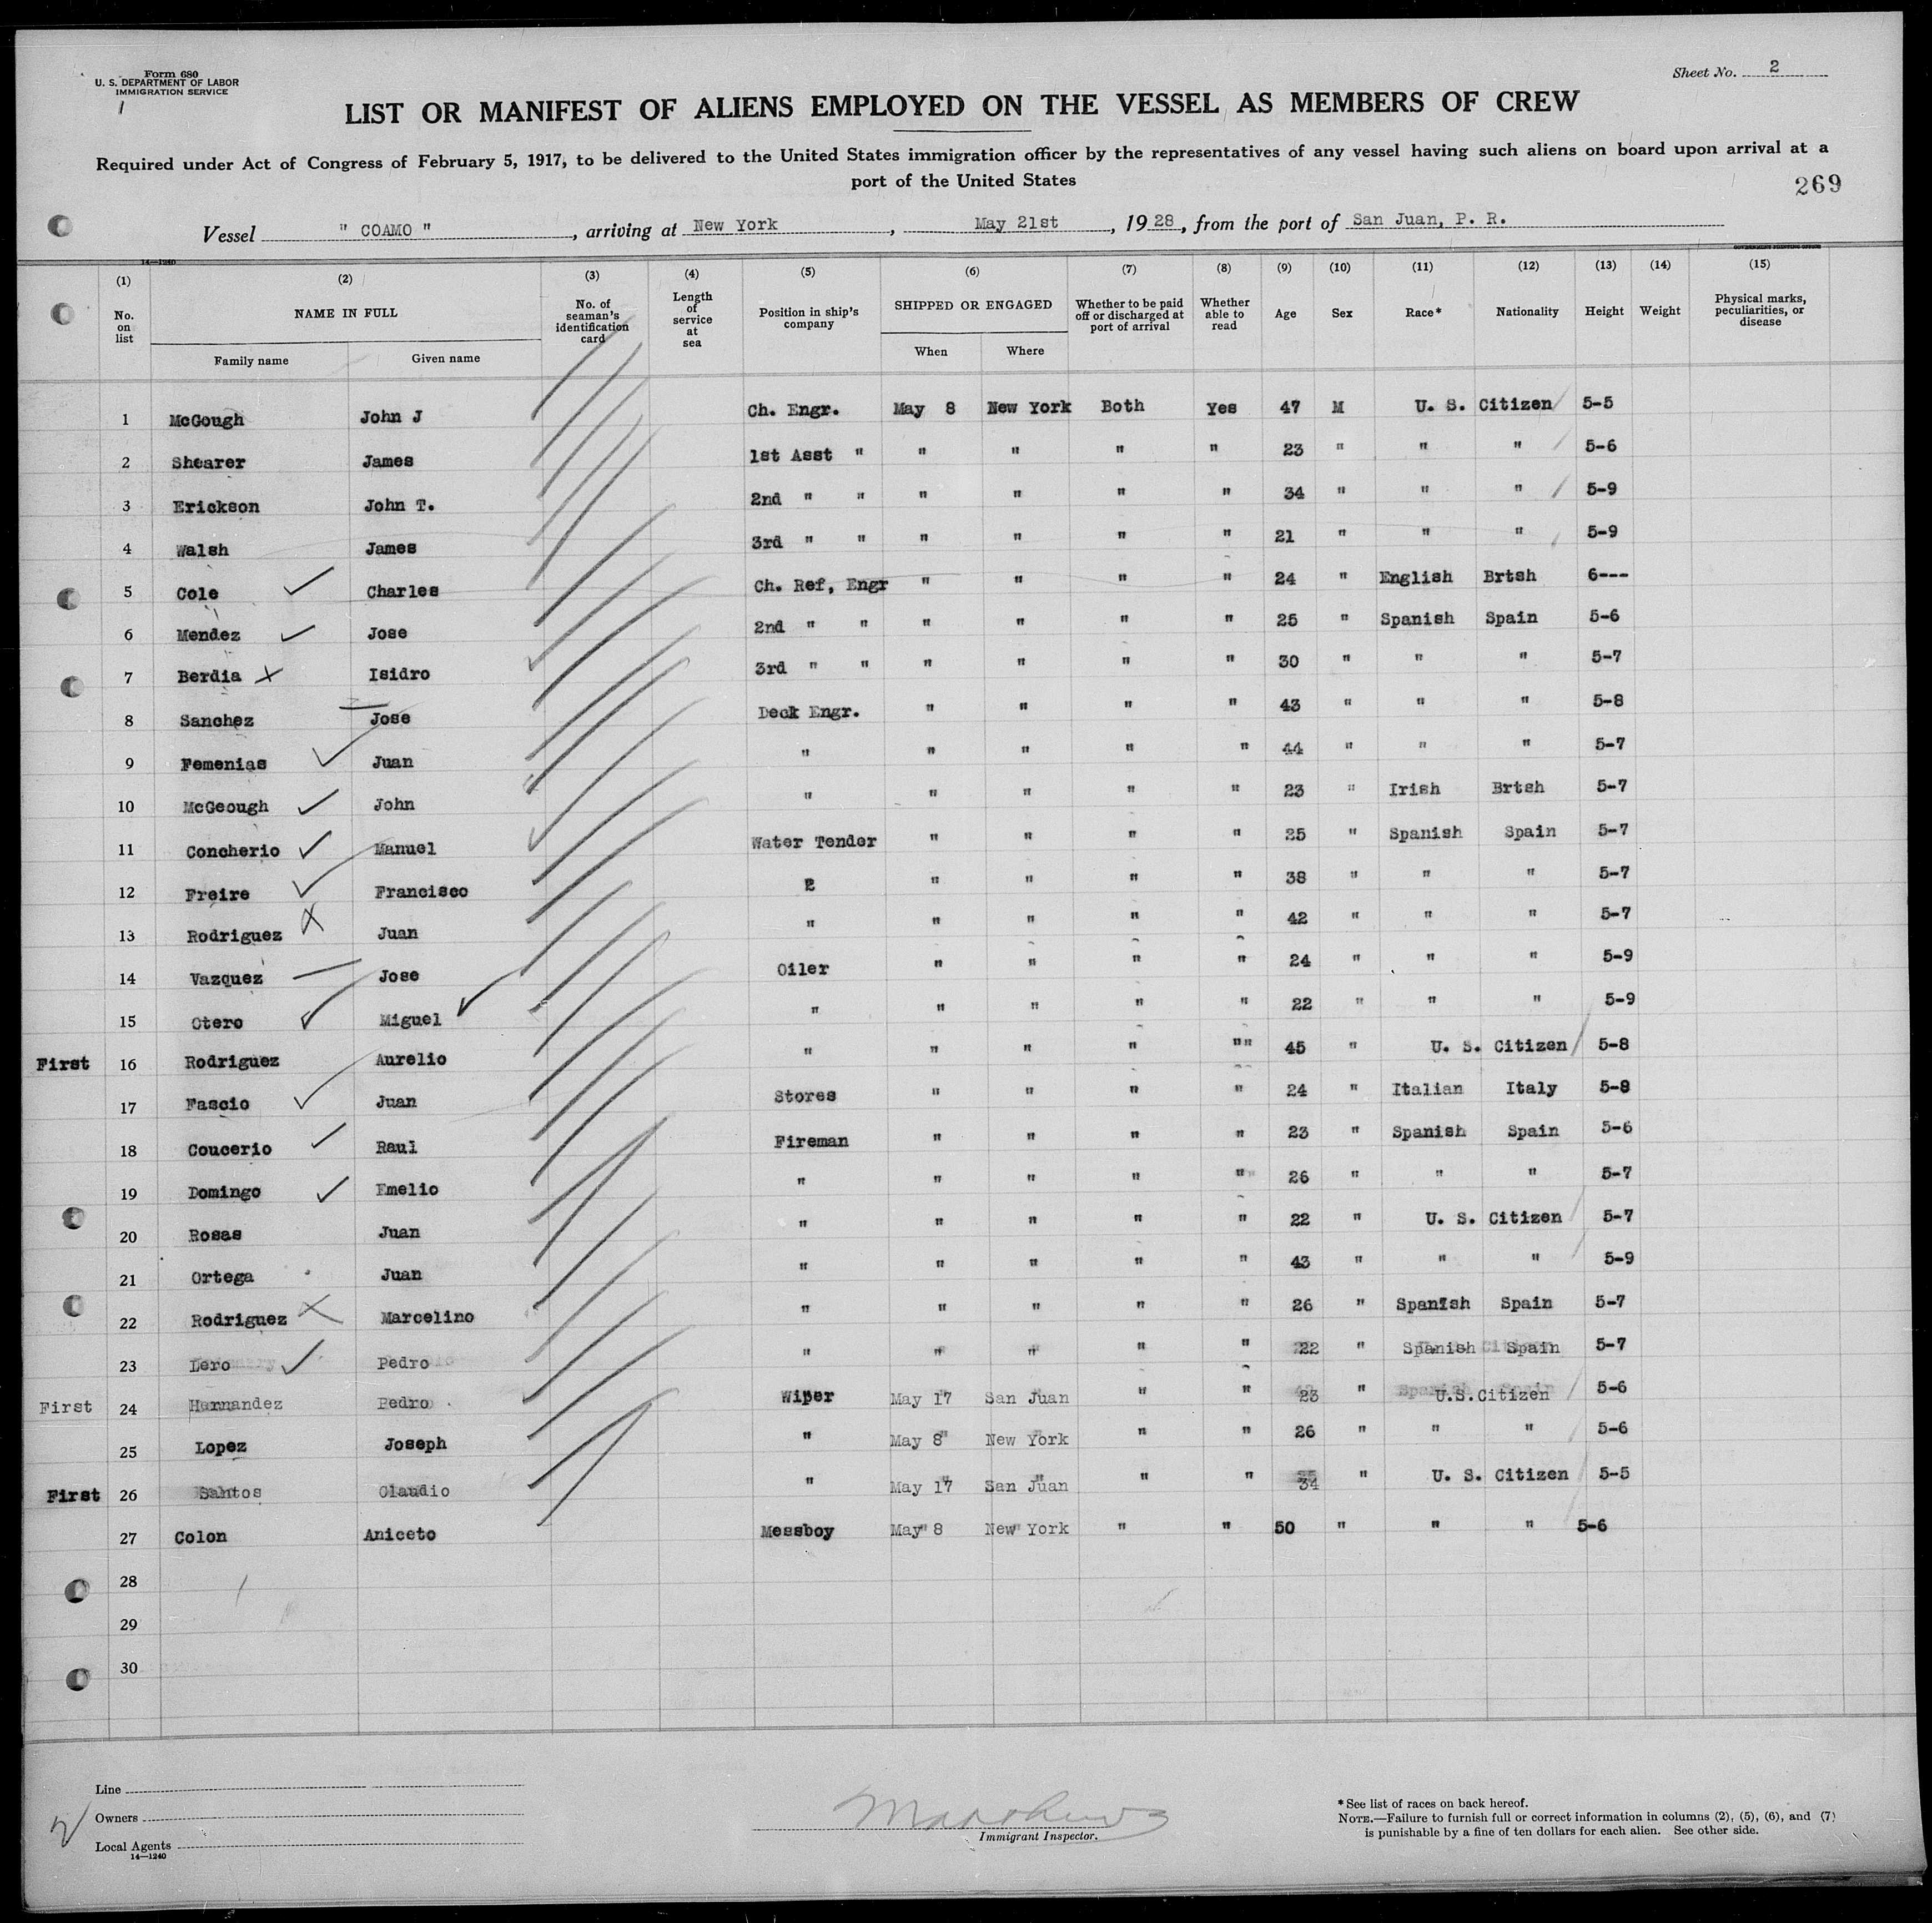 Form 680
U. S. DEPARTMENT OF LABOR
IMMIGRATION SERVICE
Sheet No. 2
LIST OR MANIFEST OF ALIENS EMPLOYED ON THE VESSEL AS MEMBERS OF CREW
Required under Act of Congress of February 5, 1917, to be delivered to the United States immigration officer by the representatives of any vessel having such aliens on board upon arrival at a
port of the United States
269
Vessel " COAMO " , arriving at New York , May 21st , 1928, from the port of San Juan, P. R.
14—1240
GOVERNMENT PRINTING OFFICE
(1) (2) (3) (4) (5) (6) (7) (8) (9) (10) (11) (12) (13) (14) (15)
No. on list NAME IN FULL No. of seaman's identification card Length of service at sea Position in ship's company SHIPPED OR ENGAGED Whether to be paid off or discharged at port of arrival Whether able to read Age Sex Race* Nationality Height Weight Physical marks, peculiarities, or disease
Family name Given name When Where
1 McGough John J Ch. Engr. May 8 New York Both Yes 47 M U. S. Citizen 5-5
2 Shearer James 1st Asst " " " " " 23 " " " 5-6
3 Erickson John T. 2nd " " " " " " 34 " " " 5-9
4 Walsh James 3rd " " " " " " 21 " " " 5-9
5 Cole Charles Ch. Ref, Engr " " " " 24 " English Brtsh 6---
6 Mendez Jose 2nd " " " " " " 25 " Spanish Spain 5-6
7 Berdia Isidro 3rd " " " " " " 30 " " " 5-7
8 Sanchez Jose Deck Engr. " " " " 43 " " " 5-8
9 Femenias Juan " " " " " 44 " " " 5-7
10 McGeough John " " " " " 23 " Irish Brtsh 5-7
11 Concherio Manuel Water Tender " " " " 25 " Spanish Spain 5-7
12 Freire Francisco " " " " 38 " " " 5-7
13 Rodriguez Juan " " " " " 42 " " " 5-7
14 Vazquez Jose Oiler " " " " 24 " " " 5-9
15 Otero Miguel " " " " " 22 " " " 5-9
First 16 Rodriguez Aurelio " " " " "" 45 " U. S. Citizen 5-8
17 Fascio Juan Stores " " " " 24 " Italian Italy 5-8
18 Coucerio Raul Fireman " " " " 23 " Spanish Spain 5-6
19 Domingo Emelio " " " " " 26 " " " 5-7
20 Rosas Juan " " " " " 22 " U. S. Citizen 5-7
21 Ortega Juan " " " " " 43 " " " 5-9
22 Rodriguez Marcelino " " " " " 26 " Spanish Spain 5-7
23 Lero Pedro " " " " " 22 " Spanish Spain 5-7
First 24 Hernandez Pedro Wiper May 17 San Juan " " 23 " U.S.Citizen 5-6
25 Lopez Joseph " May 8 New York " " 26 " " " 5-6
First 26 Santos Claudio " May 17 San Juan " " 34 " U. S. Citizen 5-5
27 Colon Aniceto Messboy May 8 New York " " 50 " " " 5-6
28
29
30
Line
Owners
Local Agents
14—1240
Immigrant Inspector.
* See list of races on back hereof.
NOTE.—Failure to furnish full or correct information in columns (2), (5), (6), and (7)
is punishable by a fine of ten dollars for each alien. See other side.